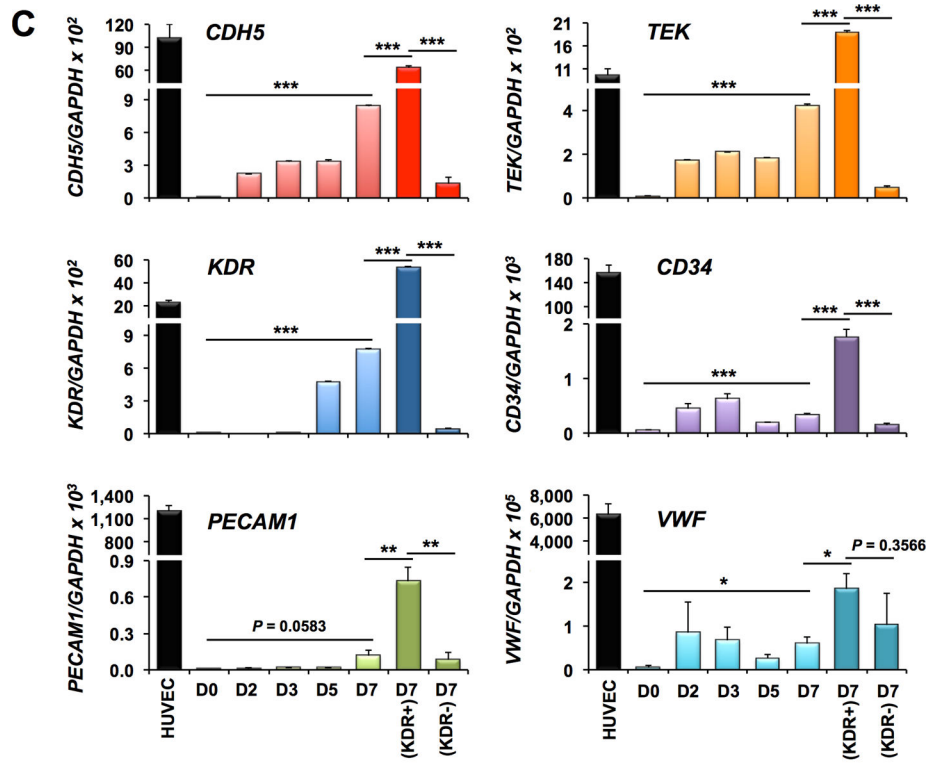 C
CDH5
CDH5/GAPDH x 10²
120
100
80
60
9
6
3
0
***
***
***
TEK
TEK/GAPDH x 10²
21
16
11
4
2
0
***
***
***
KDR
KDR/GAPDH x 10²
60
40
20
9
6
3
0
***
***
***
CD34
CD34/GAPDH x 10³
180
140
100
2
1
0
***
***
***
PECAM1
PECAM1/GAPDH x 10³
1,400
1,100
800
0.9
0.6
0.3
0.0
P = 0.0583
**
**
HUVEC
D0
D2
D3
D5
D7
D7 (KDR+)
D7 (KDR-)
VWF
VWF/GAPDH x 10⁵
8,000
6,000
4,000
2
1
0
*
*
P = 0.3566
HUVEC
D0
D2
D3
D5
D7
D7 (KDR+)
D7 (KDR-)